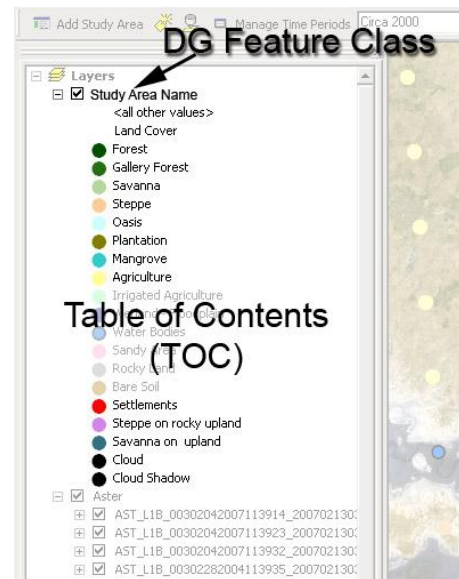 Add Study Area Manage Time Periods Circa 2000
DG Feature Class
Layers
Study Area Name
<all other values>
Land Cover
Forest
Gallery Forest
Savanna
Steppe
Oasis
Plantation
Mangrove
Agriculture
Irrigated Agriculture
Table of Contents
Water Bodies
Sandy Area
(TOC)
Rocky Land
Bare Soil
Settlements
Steppe on rocky upland
Savanna on upland
Cloud
Cloud Shadow
Aster
AST_L1B_00302042007113914_2007021303
AST_L1B_00302042007113923_2007021303
AST_L1B_00302042007113932_2007021303
AST_L1B_00302282004113935_2007021303